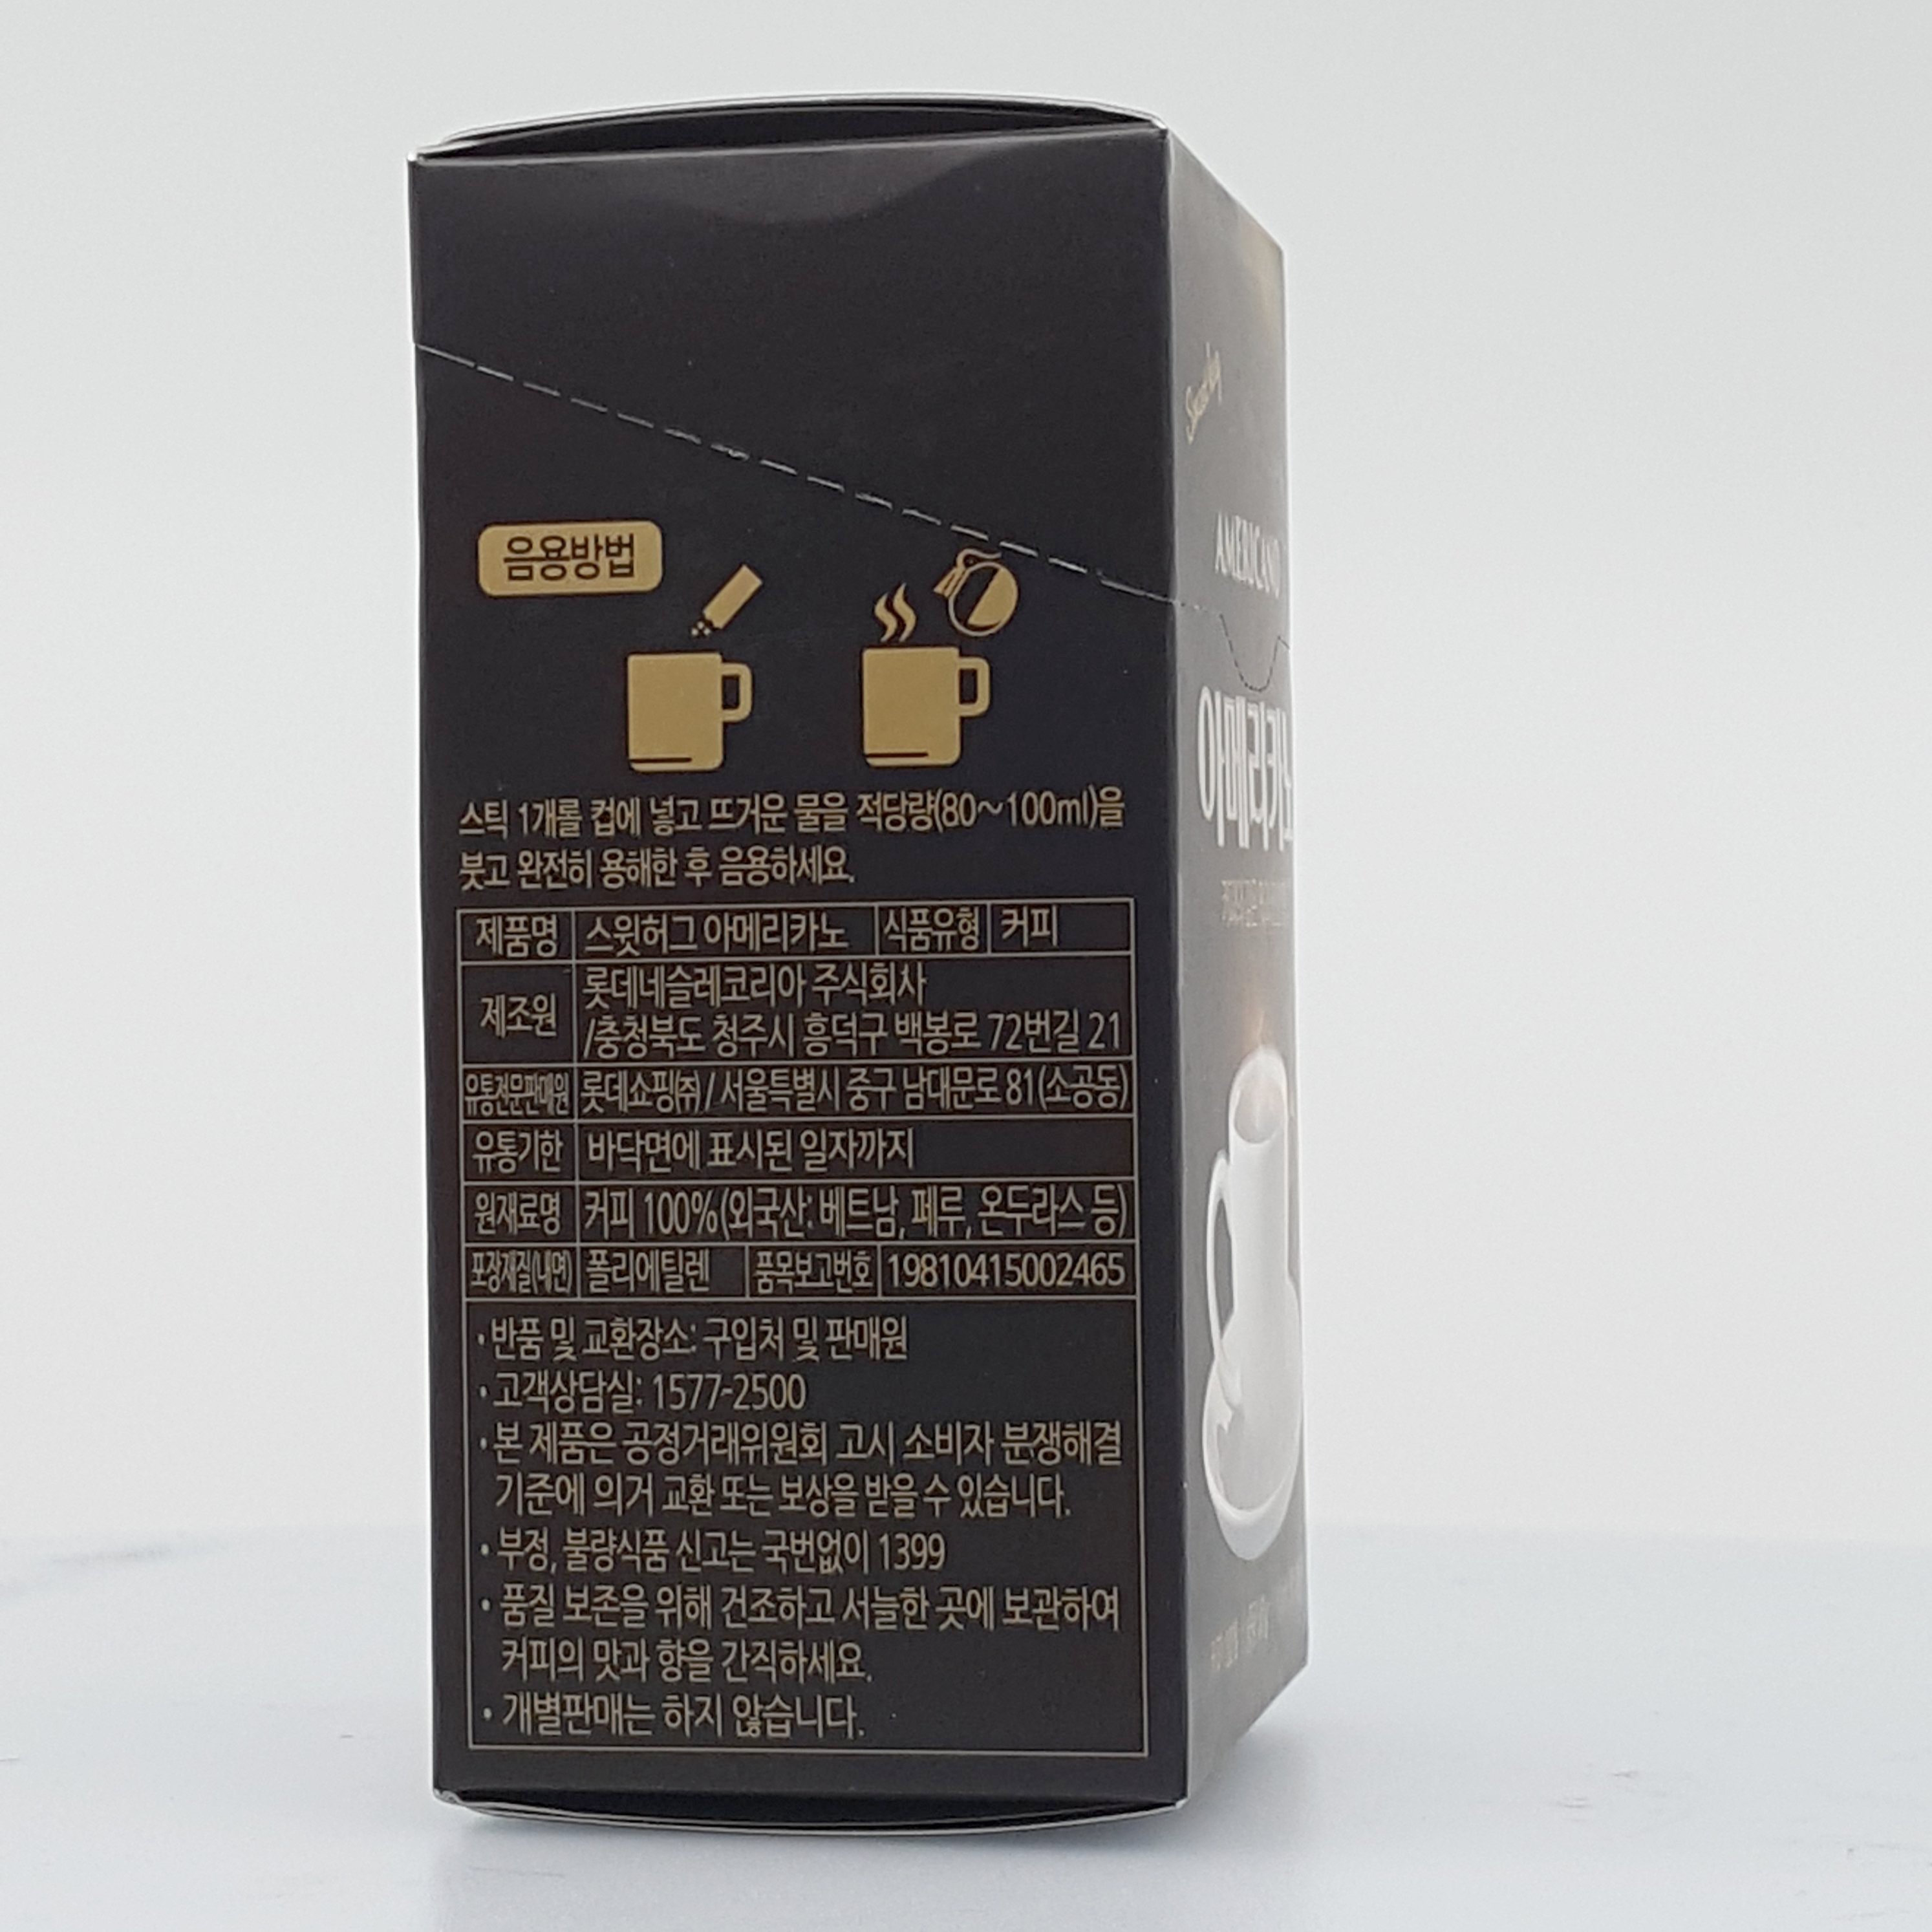 음용방법
스틱 1개를 컵에 넣고 뜨거운 물을 적당량(80~100ml)을
붓고 완전히 용해한 후 음용하세요.
제품명 스윗허그 아메리카노 식품유형 커피
제조원 롯데네슬레코리아 주식회사
/충청북도 청주시 흥덕구 백봉로 72번길 21
유통전문판매원 롯데쇼핑㈜ / 서울특별시 중구 남대문로 81(소공동)
유통기한 바닥면에 표시된 일자까지
원재료명 커피 100%(외국산: 베트남, 페루, 온두라스 등)
포장재질(내면) 폴리에틸렌 품목보고번호 19810415002465
• 반품 및 교환장소: 구입처 및 판매원
• 고객상담실: 1577-2500
• 본 제품은 공정거래위원회 고시 소비자 분쟁해결
기준에 의거 교환 또는 보상을 받을 수 있습니다.
• 부정, 불량식품 신고는 국번없이 1399
• 품질 보존을 위해 건조하고 서늘한 곳에 보관하여
커피의 맛과 향을 간직하세요.
• 개별판매는 하지 않습니다.
AMERICANO
아메리카노